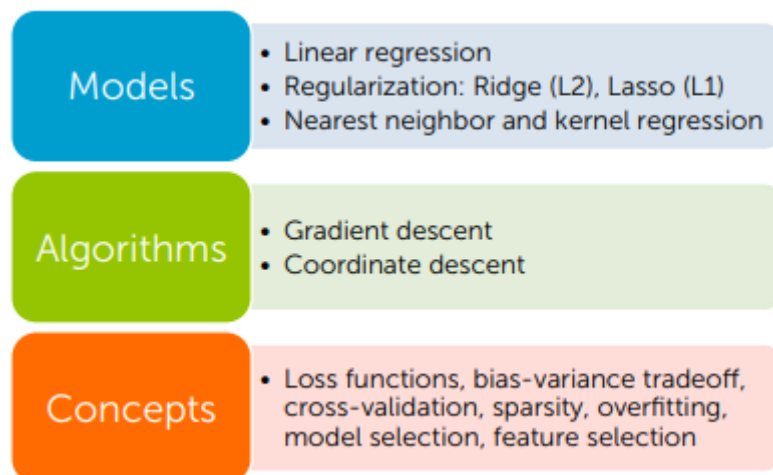 Models
• Linear regression
• Regularization: Ridge (L2), Lasso (L1)
• Nearest neighbor and kernel regression
Algorithms
• Gradient descent
• Coordinate descent
Concepts
• Loss functions, bias-variance tradeoff,
cross-validation, sparsity, overfitting,
model selection, feature selection